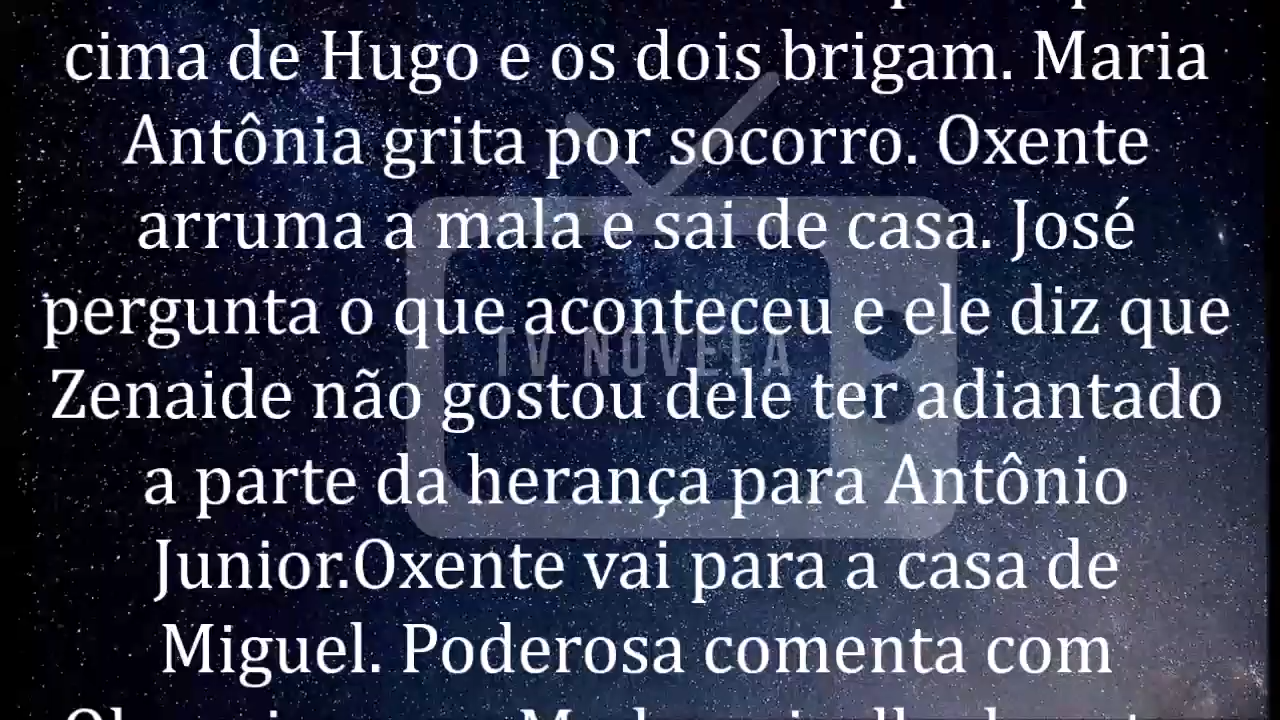 cima de Hugo e os dois brigam. Maria
Antônia grita por socorro. Oxente
arruma a mala e sai de casa. José
pergunta o que aconteceu e ele diz que
TV NOVELA
Zenaide não gostou dele ter adiantado
a parte da herança para Antônio
Junior.Oxente vai para a casa de
Miguel. Poderosa comenta com